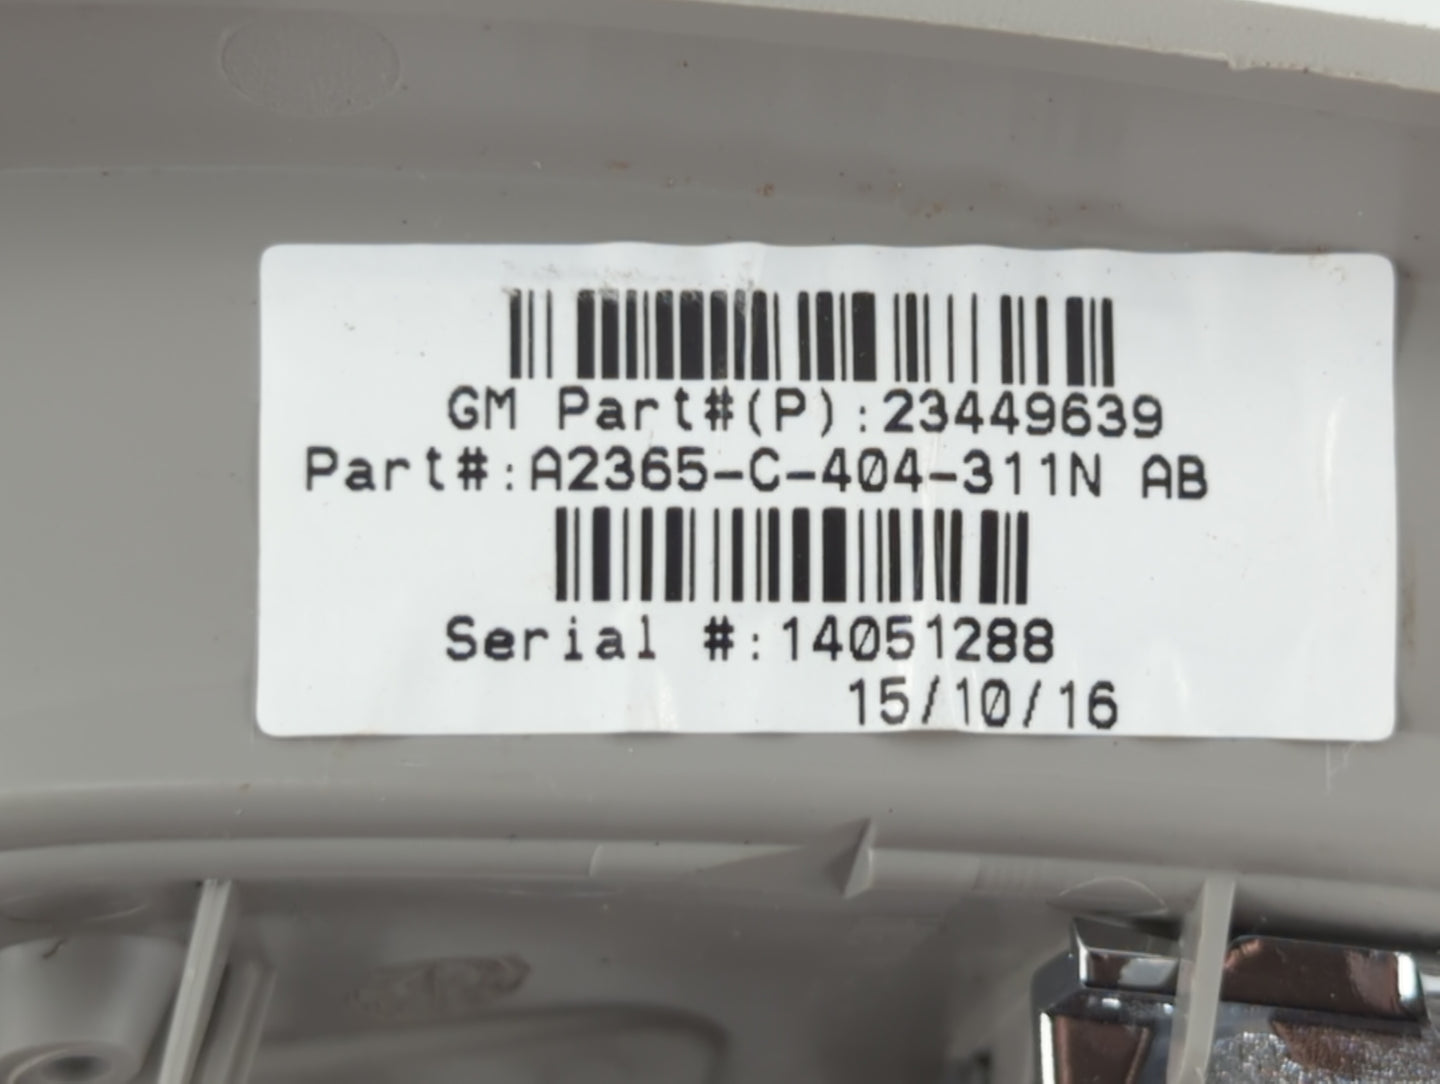 GM Part#(P):23449639
Part#:A2365-C-404-311N AB
Serial #:14051288
15/10/16